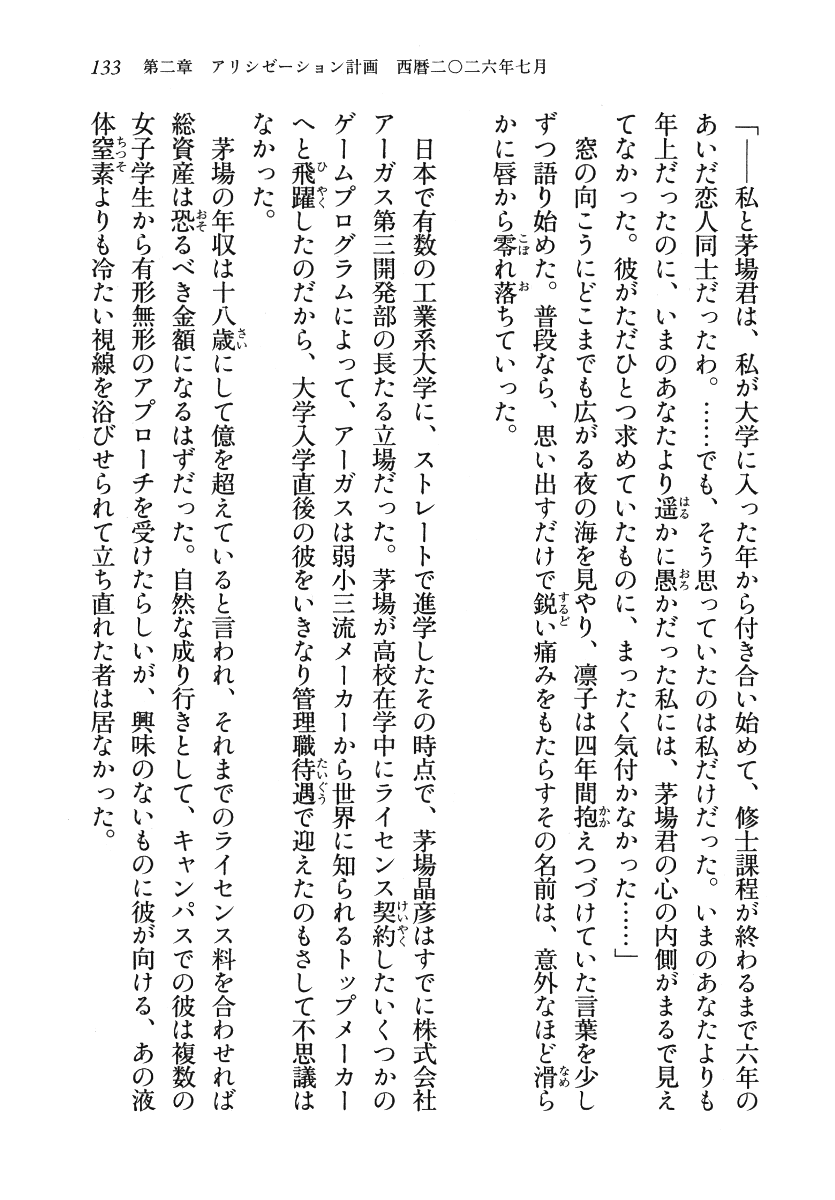 133　第二章　アリシゼーション計画　西暦二〇二六年七月
「――私と茅場君は、私が大学に入った年から付き合い始めて、修士課程が終わるまで六年の
あいだ恋人同士だったわ。……でも、そう思っていたのは私だけだった。いまのあなたよりも
年上だったのに、いまのあなたより遥かに愚かだった私には、茅場君の心の内側がまるで見え
てなかった。彼がただひとつ求めていたものに、まったく気付かなかった……」
　窓の向こうにどこまでも広がる夜の海を見やり、凛子は四年間抱えつづけていた言葉を少し
ずつ語り始めた。普段なら、思い出すだけで鋭い痛みをもたらすその名前は、意外なほど滑ら
かに唇から零れ落ちていった。
　日本で有数の工業系大学に、ストレートで進学したその時点で、茅場晶彦はすでに株式会社
アーガス第三開発部の長たる立場だった。茅場が高校在学中にライセンス契約したいくつかの
ゲームプログラムによって、アーガスは弱小三流メーカーから世界に知られるトップメーカー
へと飛躍したのだから、大学入学直後の彼をいきなり管理職待遇で迎えたのもさして不思議は
なかった。
　茅場の年収は十八歳にして億を超えていると言われ、それまでのライセンス料を合わせれば
総資産は恐るべき金額になるはずだった。自然な成り行きとして、キャンパスでの彼は複数の
女子学生から有形無形のアプローチを受けたらしいが、興味のないものに彼が向ける、あの液
体窒素よりも冷たい視線を浴びせられて立ち直れた者は居なかった。